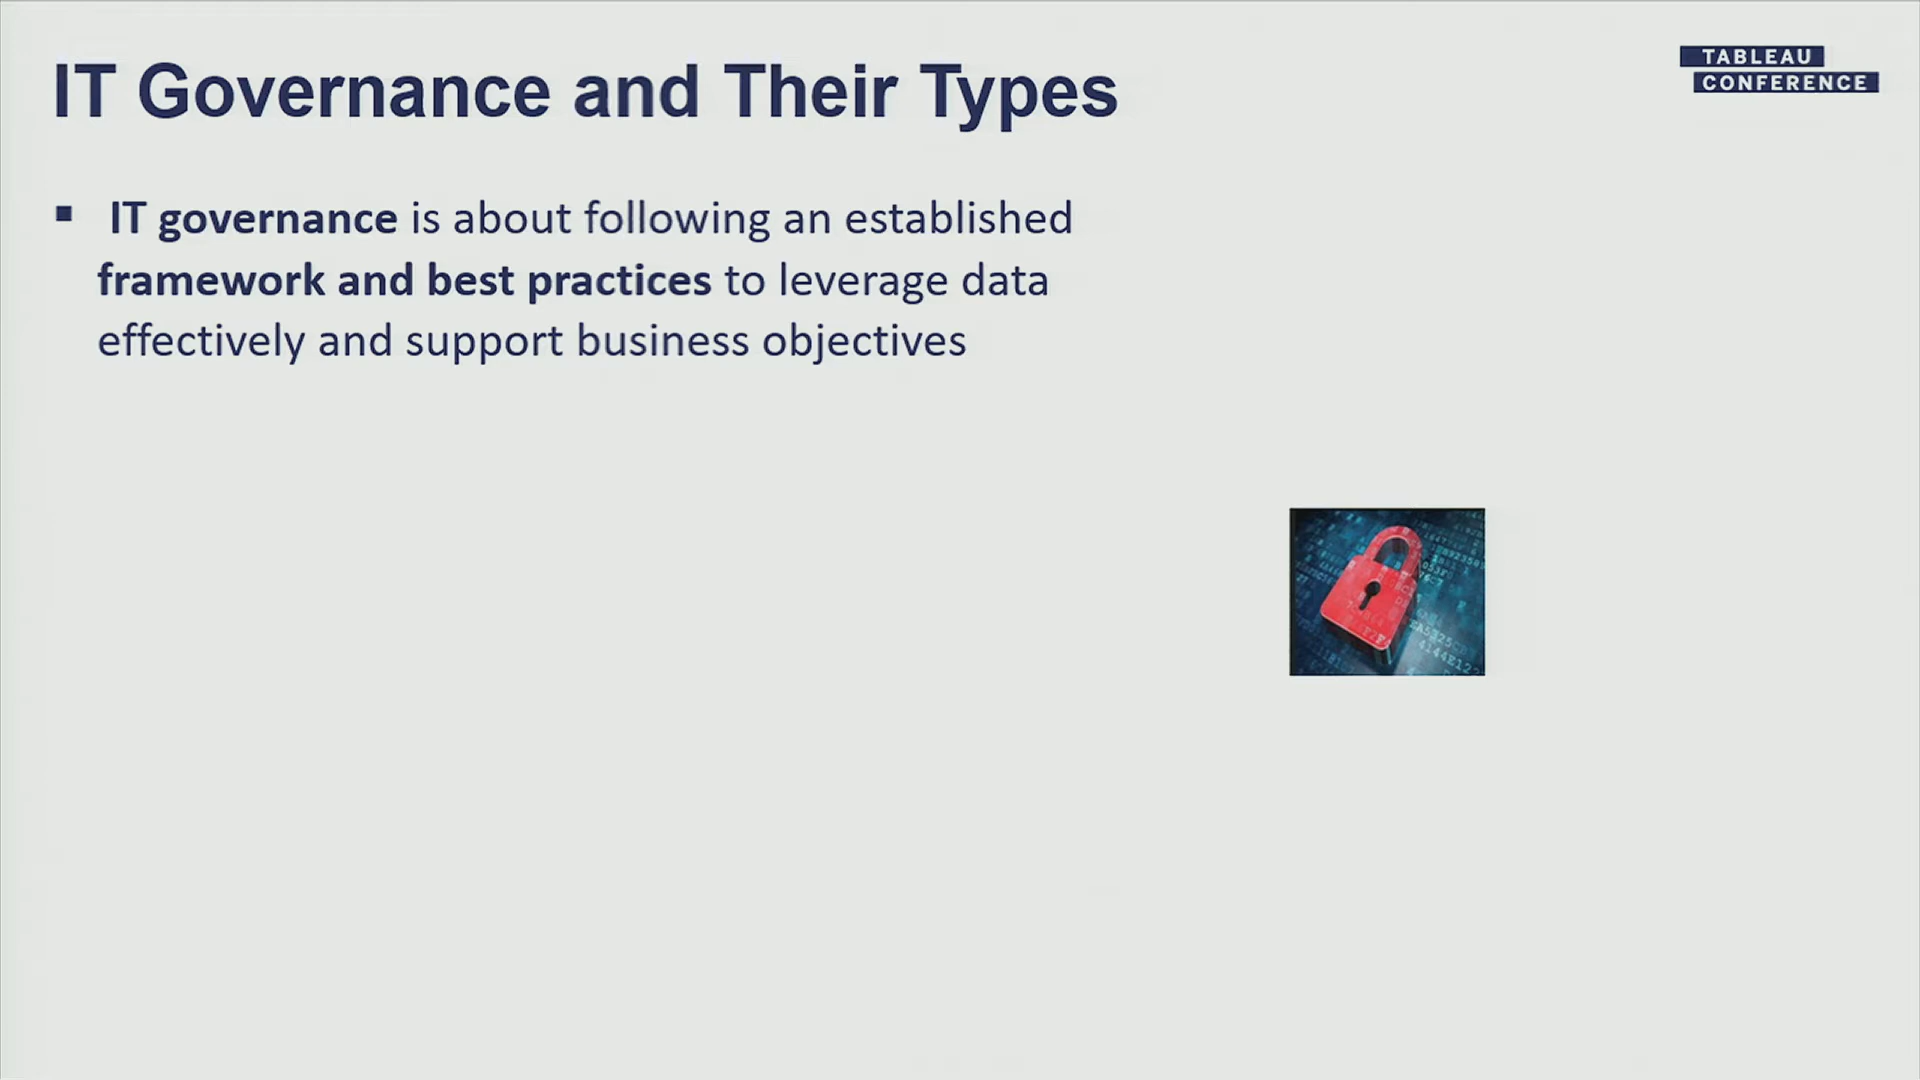 IT Governance and Their Types
TABLEAU
CONFERENCE
▪ IT governance is about following an established
framework and best practices to leverage data
effectively and support business objectives